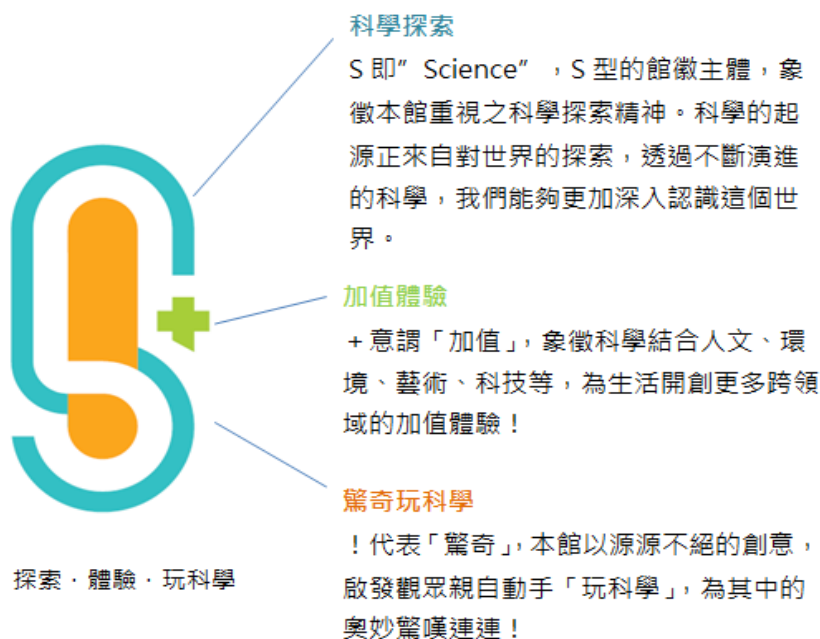 科學探索
S 即”Science”，S 型的館徽主體，象
徵本館重視之科學探索精神。科學的起
源正來自對世界的探索，透過不斷演進
的科學，我們能夠更加深入認識這個世
界。
加值體驗
+ 意謂「加值」，象徵科學結合人文、環
境、藝術、科技等，為生活開創更多跨領
域的加值體驗！
驚奇玩科學
！代表「驚奇」，本館以源源不絕的創意，
啟發觀眾親自動手「玩科學」，為其中的
奧妙驚嘆連連！
探索．體驗．玩科學